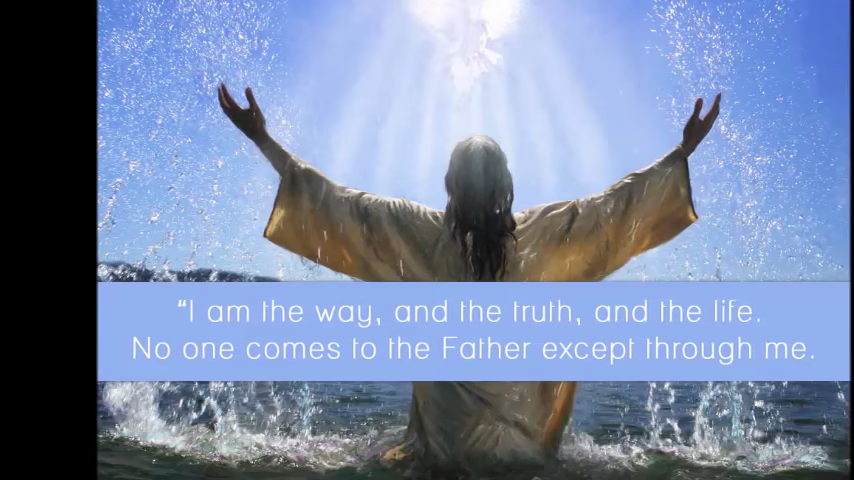 “I am the way, and the truth, and the life.
No one comes to the Father except through me.